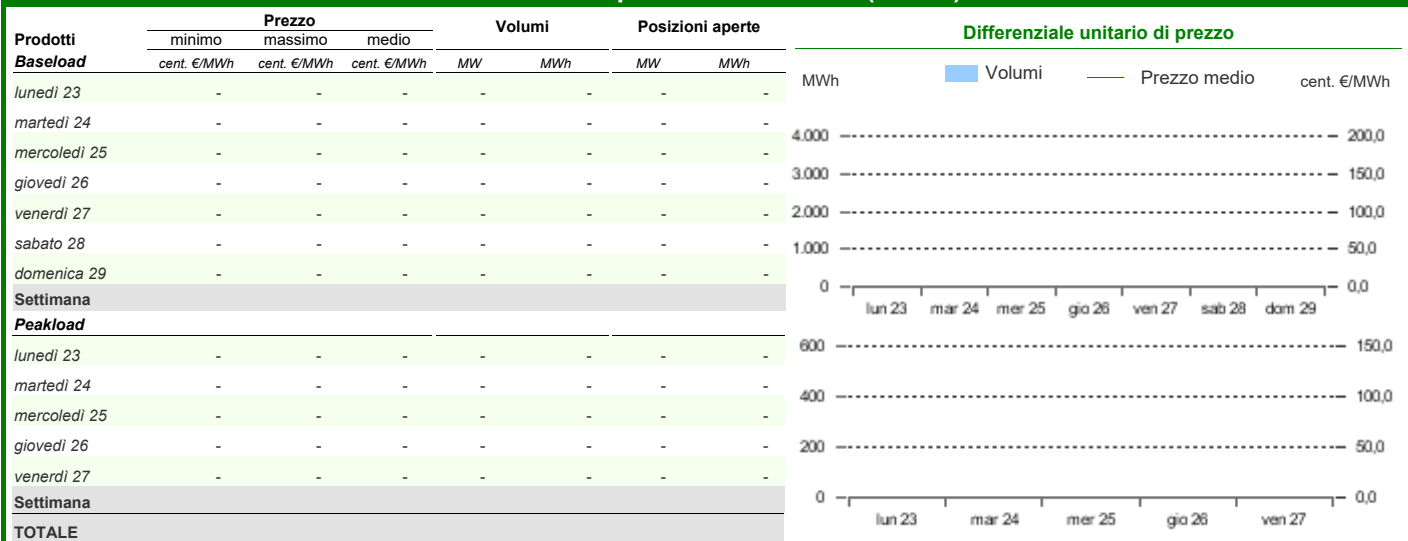 Prezzo Volumi Posizioni aperte
Prodotti minimo massimo medio
Baseload cent. €/MWh cent. €/MWh cent. €/MWh MW MWh MW MWh
lunedì 23 - - - - - - -
martedì 24 - - - - - - -
mercoledì 25 - - - - - - -
giovedì 26 - - - - - - -
venerdì 27 - - - - - - -
sabato 28 - - - - - - -
domenica 29 - - - - - - -
Settimana
Peakload
lunedì 23 - - - - - - -
martedì 24 - - - - - - -
mercoledì 25 - - - - - - -
giovedì 26 - - - - - - -
venerdì 27 - - - - - - -
Settimana
TOTALE
Differenziale unitario di prezzo
MWh Volumi Prezzo medio cent. €/MWh
4.000 200,0
3.000 150,0
2.000 100,0
1.000 50,0
0 0,0
lun 23 mar 24 mer 25 gio 26 ven 27 sab 28 dom 29
600 150,0
400 100,0
200 50,0
0 0,0
lun 23 mar 24 mer 25 gio 26 ven 27